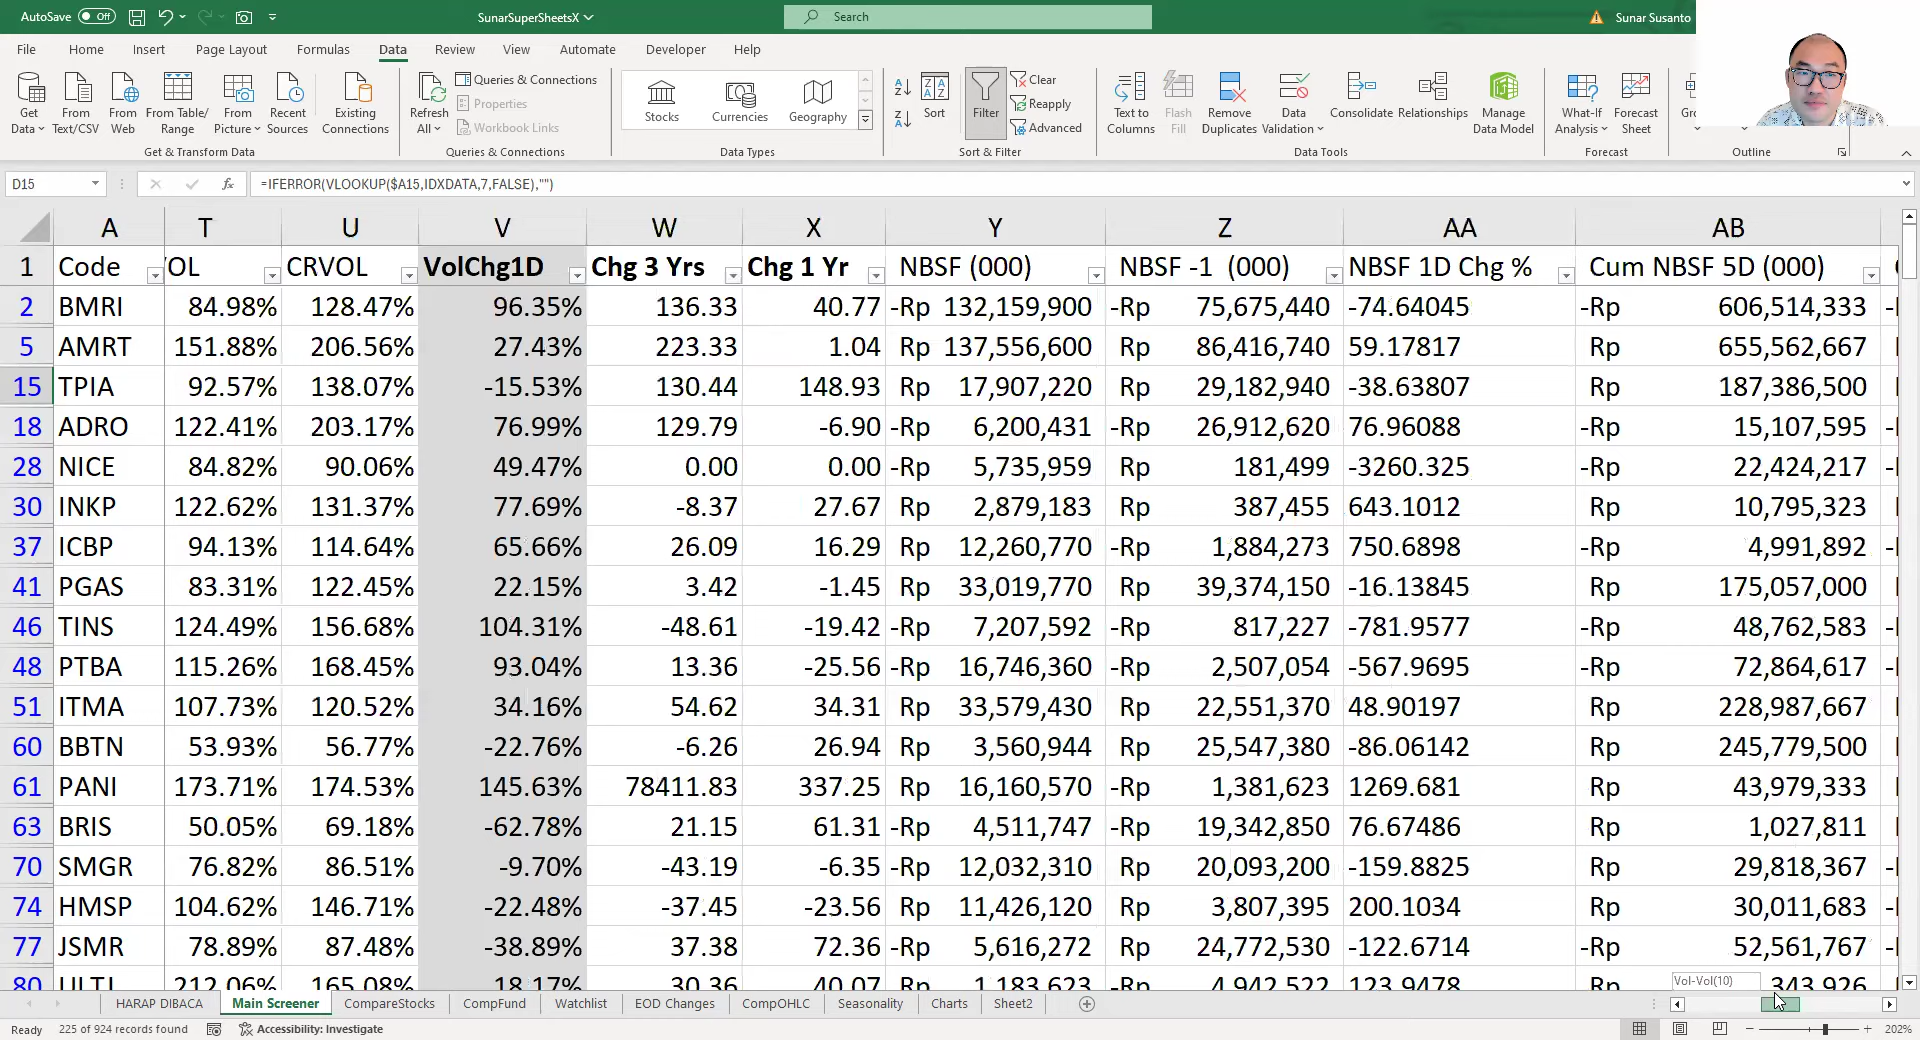 AutoSave Off SunarSuperSheetsX Search Sunar Susanto
File Home Insert Page Layout Formulas Data Review View Automate Developer Help
Get Data From Text/CSV From Web From Table/Range From Picture Recent Sources Existing Connections
Get & Transform Data
Refresh All Queries & Connections Properties Workbook Links
Queries & Connections
Stocks Currencies Geography
Data Types
Sort Filter Clear Reapply Advanced
Sort & Filter
Text to Columns Flash Fill Remove Duplicates Data Validation Consolidate Relationships Manage Data Model
Data Tools
What-If Analysis Forecast Sheet
Forecast
Outline
D15 fx =IFERROR(VLOOKUP($A15,IDXDATA,7,FALSE),"")
A T U V W X Y Z AA AB
1 Code CRVOL VolChg1D Chg 3 Yrs Chg 1 Yr NBSF (000) NBSF -1 (000) NBSF 1D Chg % Cum NBSF 5D (000)
2 BMRI 84.98% 128.47% 96.35% 136.33 40.77 -Rp 132,159,900 -Rp 75,675,440 -74.64045 -Rp 606,514,333
5 AMRT 151.88% 206.56% 27.43% 223.33 1.04 Rp 137,556,600 Rp 86,416,740 59.17817 Rp 655,562,667
15 TPIA 92.57% 138.07% -15.53% 130.44 148.93 Rp 17,907,220 Rp 29,182,940 -38.63807 Rp 187,386,500
18 ADRO 122.41% 203.17% 76.99% 129.79 -6.90 -Rp 6,200,431 -Rp 26,912,620 76.96088 -Rp 15,107,595
28 NICE 84.82% 90.06% 49.47% 0.00 0.00 -Rp 5,735,959 Rp 181,499 -3260.325 -Rp 22,424,217
30 INKP 122.62% 131.37% 77.69% -8.37 27.67 Rp 2,879,183 Rp 387,455 643.1012 -Rp 10,795,323
37 ICBP 94.13% 114.64% 65.66% 26.09 16.29 Rp 12,260,770 -Rp 1,884,273 750.6898 -Rp 4,991,892
41 PGAS 83.31% 122.45% 22.15% 3.42 -1.45 Rp 33,019,770 Rp 39,374,150 -16.13845 Rp 175,057,000
46 TINS 124.49% 156.68% 104.31% -48.61 -19.42 -Rp 7,207,592 -Rp 817,227 -781.9577 -Rp 48,762,583
48 PTBA 115.26% 168.45% 93.04% 13.36 -25.56 -Rp 16,746,360 -Rp 2,507,054 -567.9695 -Rp 72,864,617
51 ITMA 107.73% 120.52% 34.16% 54.62 34.31 Rp 33,579,430 Rp 22,551,370 48.90197 Rp 228,987,667
60 BBTN 53.93% 56.77% -22.76% -6.26 26.94 Rp 3,560,944 Rp 25,547,380 -86.06142 Rp 245,779,500
61 PANI 173.71% 174.53% 145.63% 78411.83 337.25 Rp 16,160,570 -Rp 1,381,623 1269.681 Rp 43,979,333
63 BRIS 50.05% 69.18% -62.78% 21.15 61.31 -Rp 4,511,747 -Rp 19,342,850 76.67486 Rp 1,027,811
70 SMGR 76.82% 86.51% -9.70% -43.19 -6.35 -Rp 12,032,310 Rp 20,093,200 -159.8825 Rp 29,818,367
74 HMSP 104.62% 146.71% -22.48% -37.45 -23.56 Rp 11,426,120 Rp 3,807,395 200.1034 Rp 30,011,683
77 JSMR 78.89% 87.48% -38.89% 37.38 72.36 -Rp 5,616,272 Rp 24,772,530 -122.6714 -Rp 52,561,767
80 ULTJ 212.06% 165.08% 18.17% 30.36 40.07 Rp 1,183,623 -Rp 4,942,522 123.9478 Rp 343,926
Vol-Vol(10)
HARAP DIBACA Main Screener CompareStocks CompFund Watchlist EOD Changes CompOHLC Seasonality Charts Sheet2
Ready 225 of 924 records found Accessibility: Investigate 202%